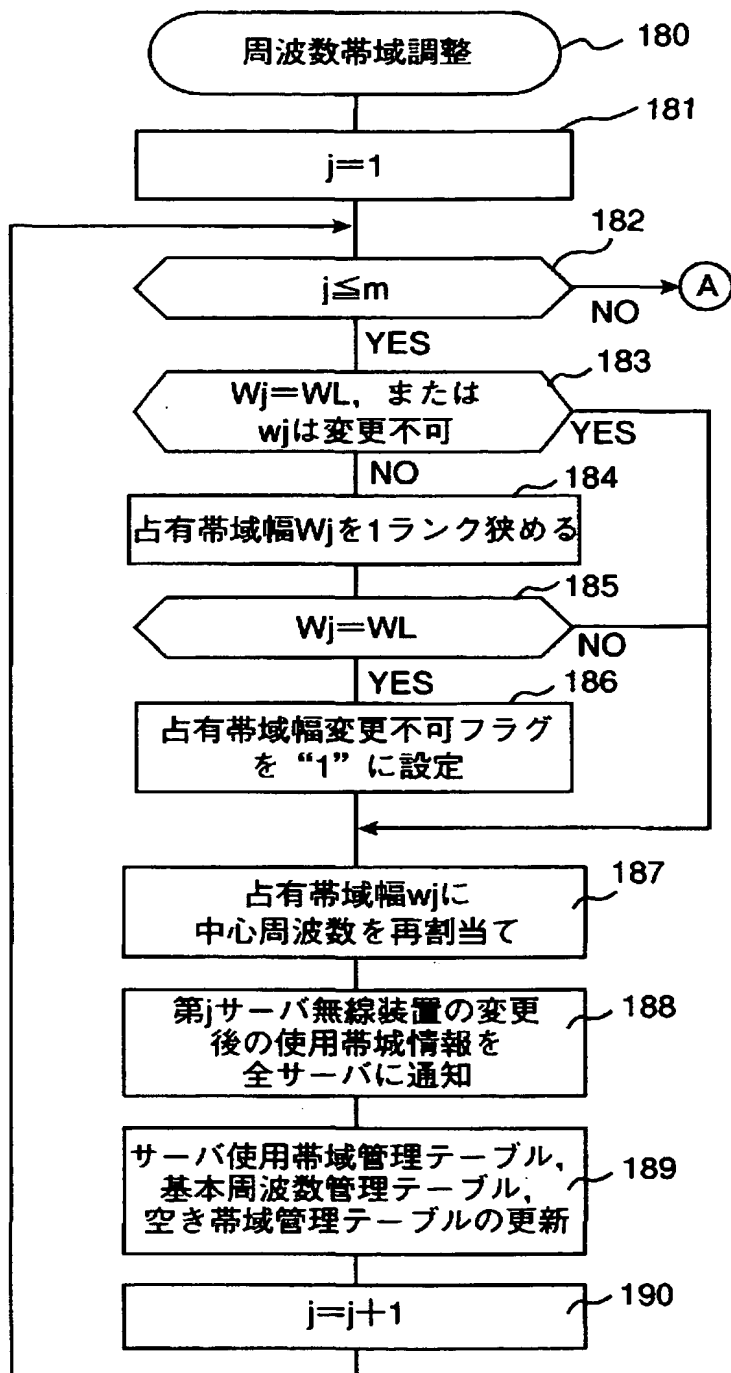 周波数帯域調整
180
181
j＝1
182
j≦m
NO
A
YES
183
Wj＝WL, または
wjは変更不可
YES
NO
184
占有帯域幅Wjを1ランク狭める
185
Wj＝WL
NO
YES
186
占有帯域幅変更不可フラグ
を“1”に設定
187
占有帯域幅wjに
中心周波数を再割当て
188
第jサーバ無線装置の変更
後の使用帯城情報を
全サーバに通知
サーバ使用帯域管理テーブル,
189
基本周波数管理テーブル,
空き帯域管理テーブルの更新
190
j＝j＋1